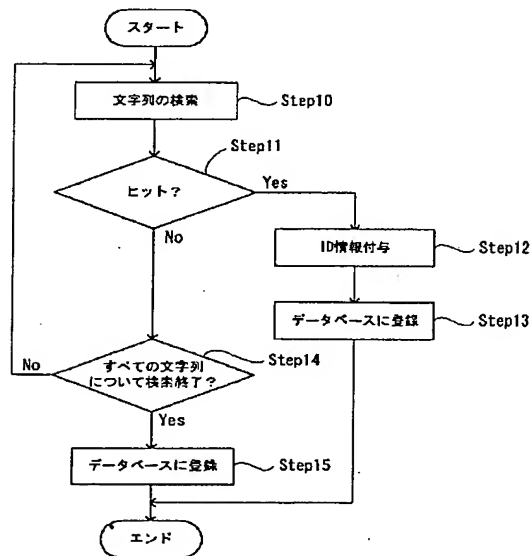 スタート
文字列の検索
Step10
Step11
ヒット?
Yes
No
ID情報付与
Step12
データベースに登録
Step13
Step14
すべての文字列
について検索終了?
No
Yes
データベースに登録
Step15
エンド